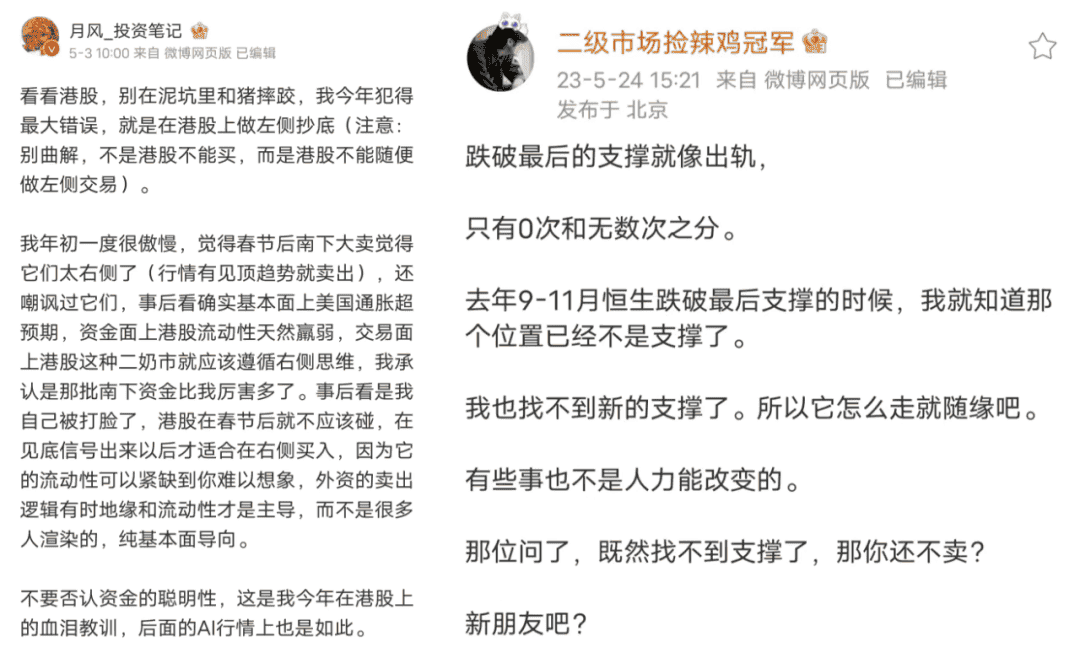 月风_投资笔记
5-3 10:00 来自 微博网页版 已编辑
看看港股，别在泥坑里和猪摔跤，我今年犯得
最大错误，就是在港股上做左侧抄底（注意：
别曲解，不是港股不能买，而是港股不能随便
做左侧交易）。
我年初一度很傲慢，觉得春节后南下大卖觉得
它们太右侧了（行情有见顶趋势就卖出），还
嘲讽过它们，事后看确实基本面上美国通胀超
预期，资金面上港股流动性天然羸弱，交易面
上港股这种二奶市就应该遵循右侧思维，我承
认是那批南下资金比我厉害多了。事后看是我
自己被打脸了，港股在春节后就不应该碰，在
见底信号出来以后才适合在右侧买入，因为它
的流动性可以紧缺到你难以想象，外资的卖出
逻辑有时地缘和流动性才是主导，而不是很多
人渲染的，纯基本面导向。
不要否认资金的聪明性，这是我今年在港股上
的血泪教训，后面的AI行情上也是如此。
二级市场捡辣鸡冠军
23-5-24 15:21 来自 微博网页版 已编辑
发布于 北京
跌破最后的支撑就像出轨，
只有0次和无数次之分。
去年9-11月恒生跌破最后支撑的时候，我就知道那
个位置已经不是支撑了。
我也找不到新的支撑了。所以它怎么走就随缘吧。
有些事也不是人力能改变的。
那位问了，既然找不到支撑了，那你还不卖？
新朋友吧？